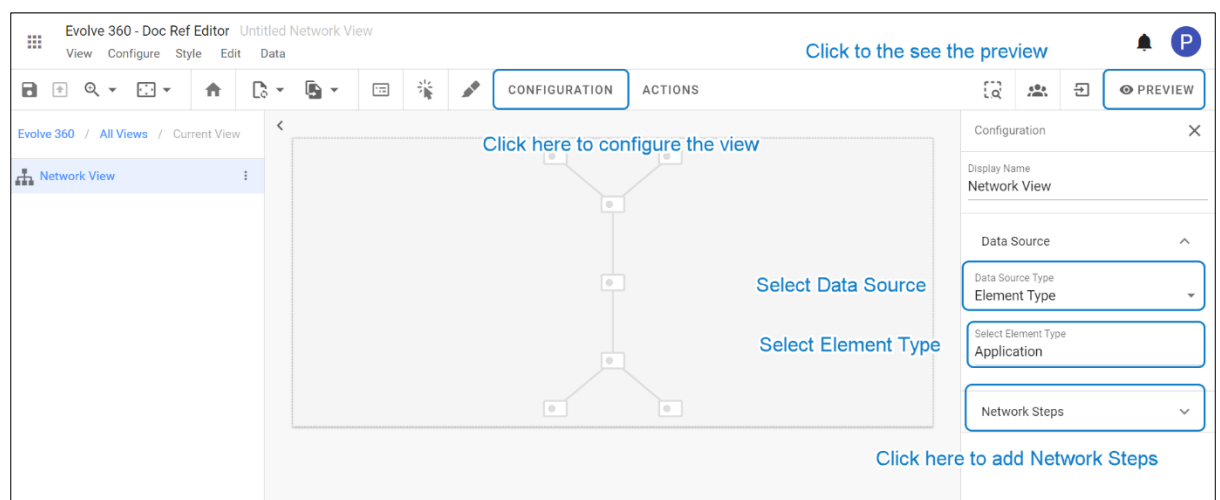 Evolve 360 - Doc Ref Editor Untitled Network View
View Configure Style Edit Data
Click to the see the preview
P
CONFIGURATION
ACTIONS
PREVIEW
Evolve 360 / All Views / Current View
Network View
Click here to configure the view
Configuration
Display Name
Network View
Data Source
Select Data Source
Data Source Type
Element Type
Select Element Type
Select Element Type
Application
Network Steps
Click here to add Network Steps